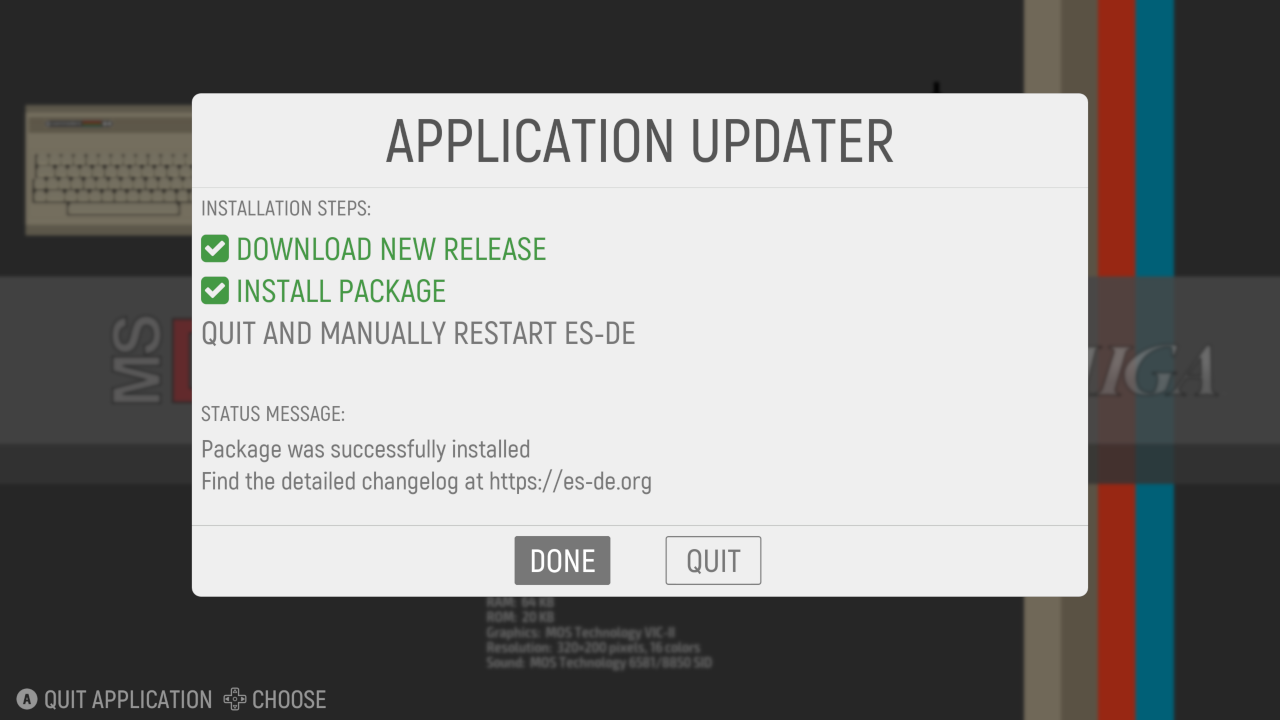 APPLICATION UPDATER
INSTALLATION STEPS:
DOWNLOAD NEW RELEASE
INSTALL PACKAGE
QUIT AND MANUALLY RESTART ES-DE
MS
IGA
STATUS MESSAGE:
Package was successfully installed
Find the detailed changelog at https://es-de.org
DONE
QUIT
RAM: 64 KB
ROM: 20 KB
Graphics: MOS Technology VIC-II
Resolution: 320×200 pixels, 16 colors
Sound: MOS Technology 6581/8850 SID
A QUIT APPLICATION CHOOSE